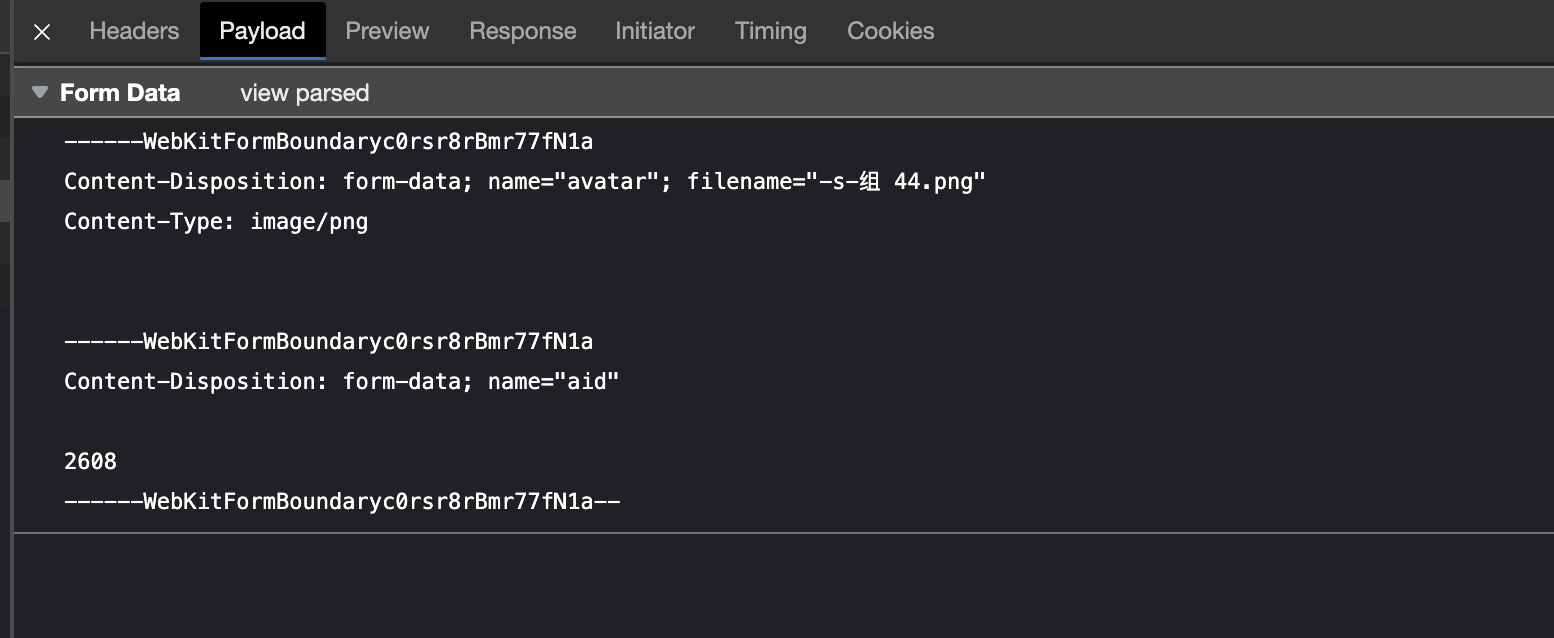 Headers Payload Preview Response Initiator Timing Cookies
Form Data view parsed
------WebKitFormBoundaryc0rsr8rBmr77fN1a
Content-Disposition: form-data; name="avatar"; filename="-s-组 44.png"
Content-Type: image/png
------WebKitFormBoundaryc0rsr8rBmr77fN1a
Content-Disposition: form-data; name="aid"
2608
------WebKitFormBoundaryc0rsr8rBmr77fN1a--